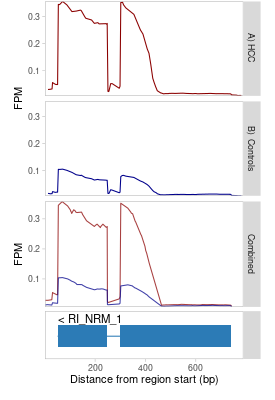 0.3
0.2
0.1
A) HCC
FPM
0.3
0.2
0.1
B) Controls
0.3
0.2
0.1
FPM
Combined
< RI_NRM_1
200
400
600
Distance from region start (bp)